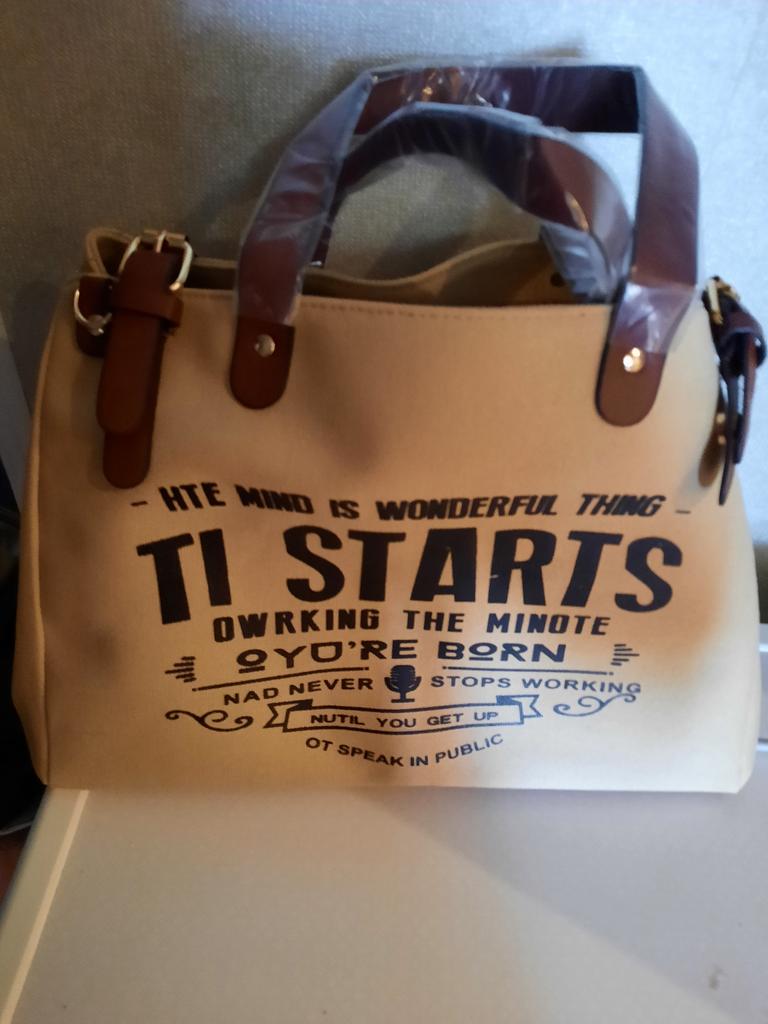 - HTE MIND IS WONDERFUL THING -
TI STARTS
OWRKING THE MINOTE
OYU'RE BORN
NAD NEVER STOPS WORKING
NUTIL YOU GET UP
OT SPEAK IN PUBLIC